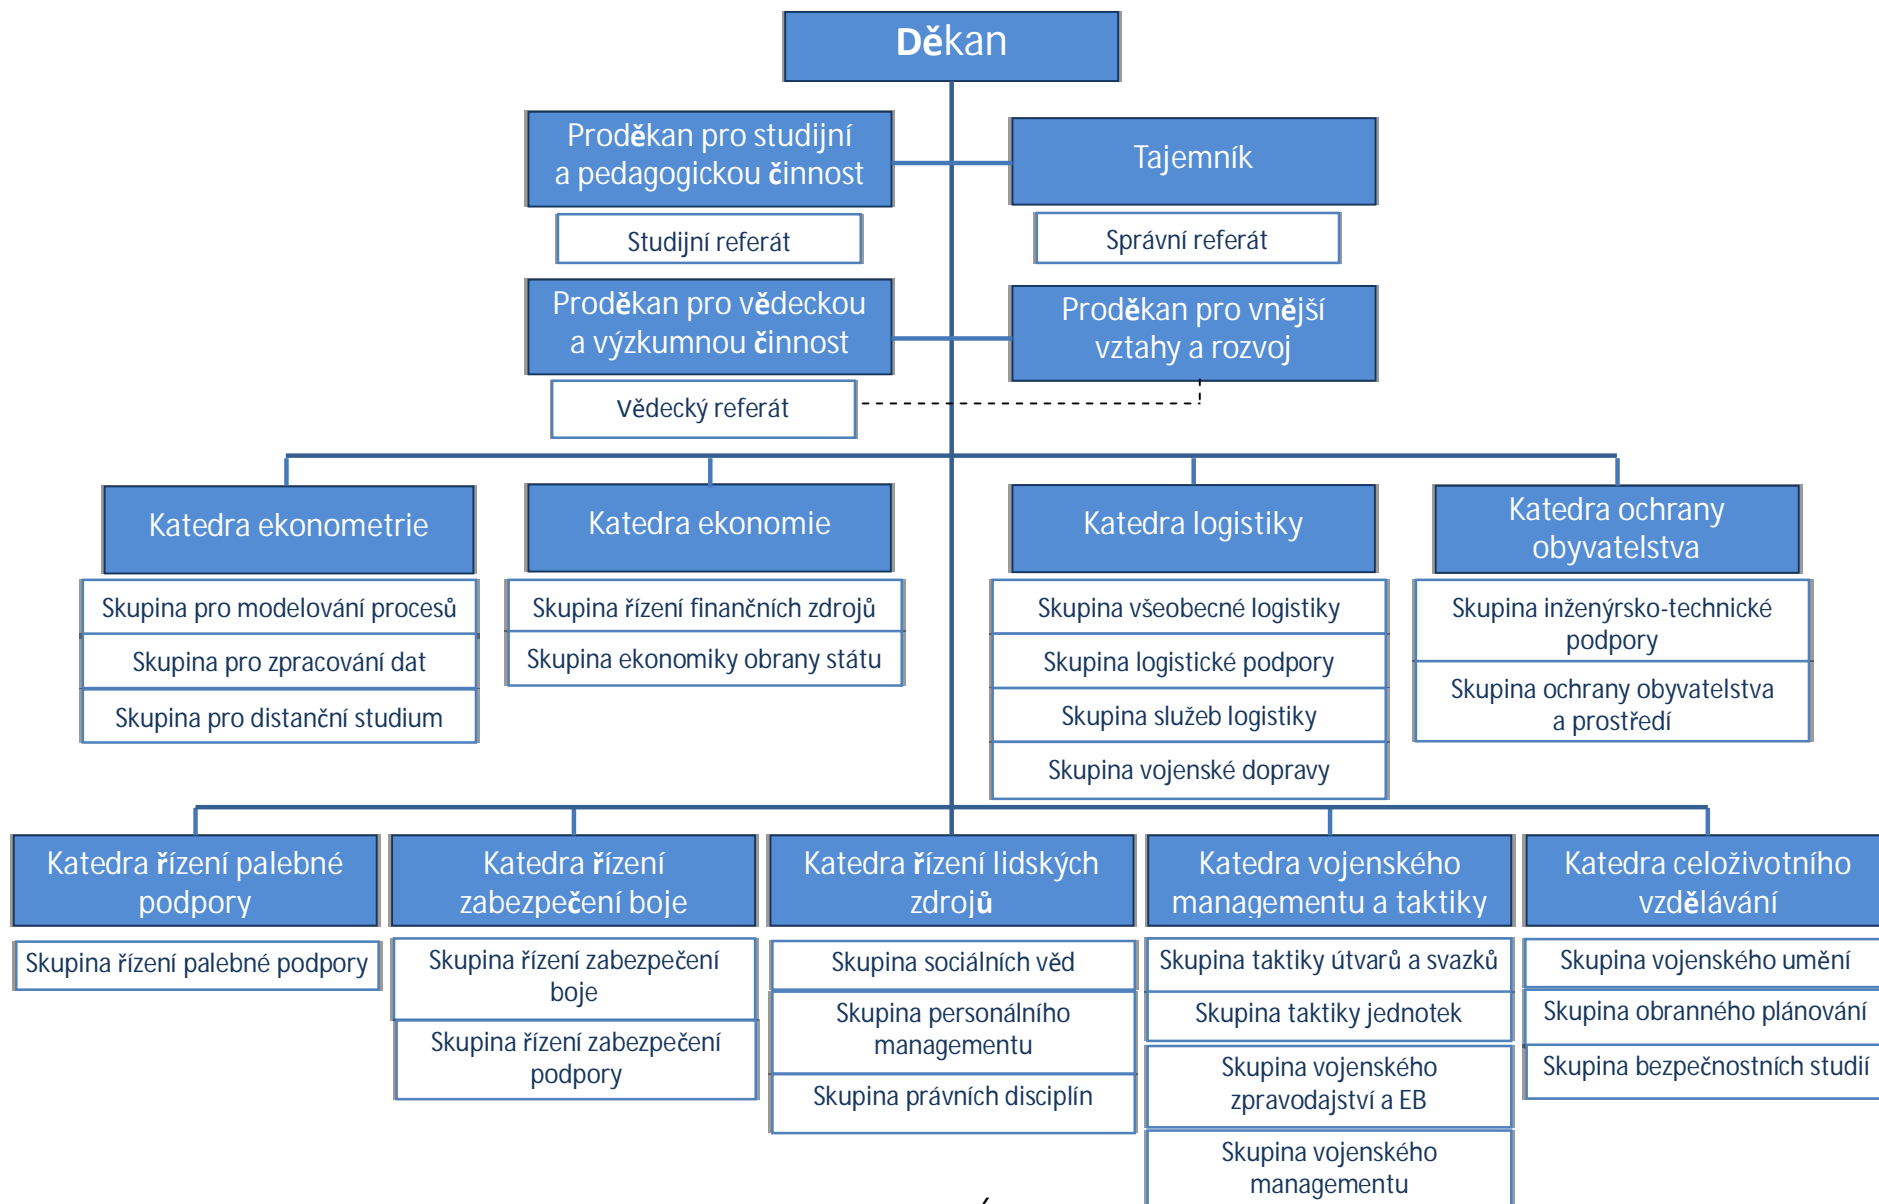 Děkan
Proděkan pro studijní
a pedagogickou činnost
Tajemník
Studijní referát
Správní referát
Proděkan pro vědeckou
a výzkumnou činnost
Proděkan pro vnější
vztahy a rozvoj
Vědecký referát
Katedra ekonometrie
Skupina pro modelování procesů
Skupina pro zpracování dat
Skupina pro distanční studium
Katedra ekonomie
Skupina řízení finančních zdrojů
Skupina ekonomiky obrany státu
Katedra logistiky
Skupina všeobecné logistiky
Skupina logistické podpory
Skupina služeb logistiky
Skupina vojenské dopravy
Katedra ochrany
obyvatelstva
Skupina inženýrsko-technické
podpory
Skupina ochrany obyvatelstva
a prostředí
Katedra řízení palebné
podpory
Skupina řízení palebné podpory
Katedra řízení
zabezpečení boje
Skupina řízení zabezpečení
boje
Skupina řízení zabezpečení
podpory
Katedra řízení lidských
zdrojů
Skupina sociálních věd
Skupina personálního
managementu
Skupina právních disciplín
Katedra vojenského
managementu a taktiky
Skupina taktiky útvarů a svazků
Skupina taktiky jednotek
Skupina vojenského
zpravodajství a EB
Skupina vojenského
managementu
Katedra celoživotního
vzdělávání
Skupina vojenského umění
Skupina obranného plánování
Skupina bezpečnostních studií